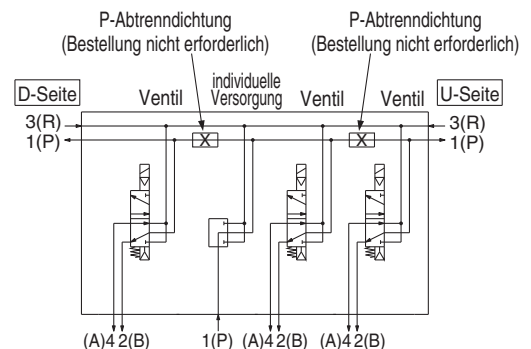 P-Abtrenndichtung
(Bestellung nicht erforderlich)
P-Abtrenndichtung
(Bestellung nicht erforderlich)
D-Seite
Ventil
individuelle
Versorgung
Ventil
Ventil
U-Seite
3(R)
1(P)
X
X
3(R)
1(P)
(A)4 2(B)
1(P)
(A)4 2(B)
(A)4 2(B)